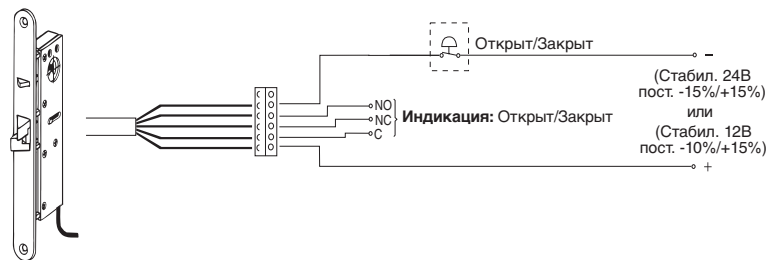 Открыт/Закрыт
–
(Стабил. 24В
пост. -15%/+15%)
или
(Стабил. 12В
пост. -10%/+15%)
+
NO
NC
C
Индикация: Открыт/Закрыт